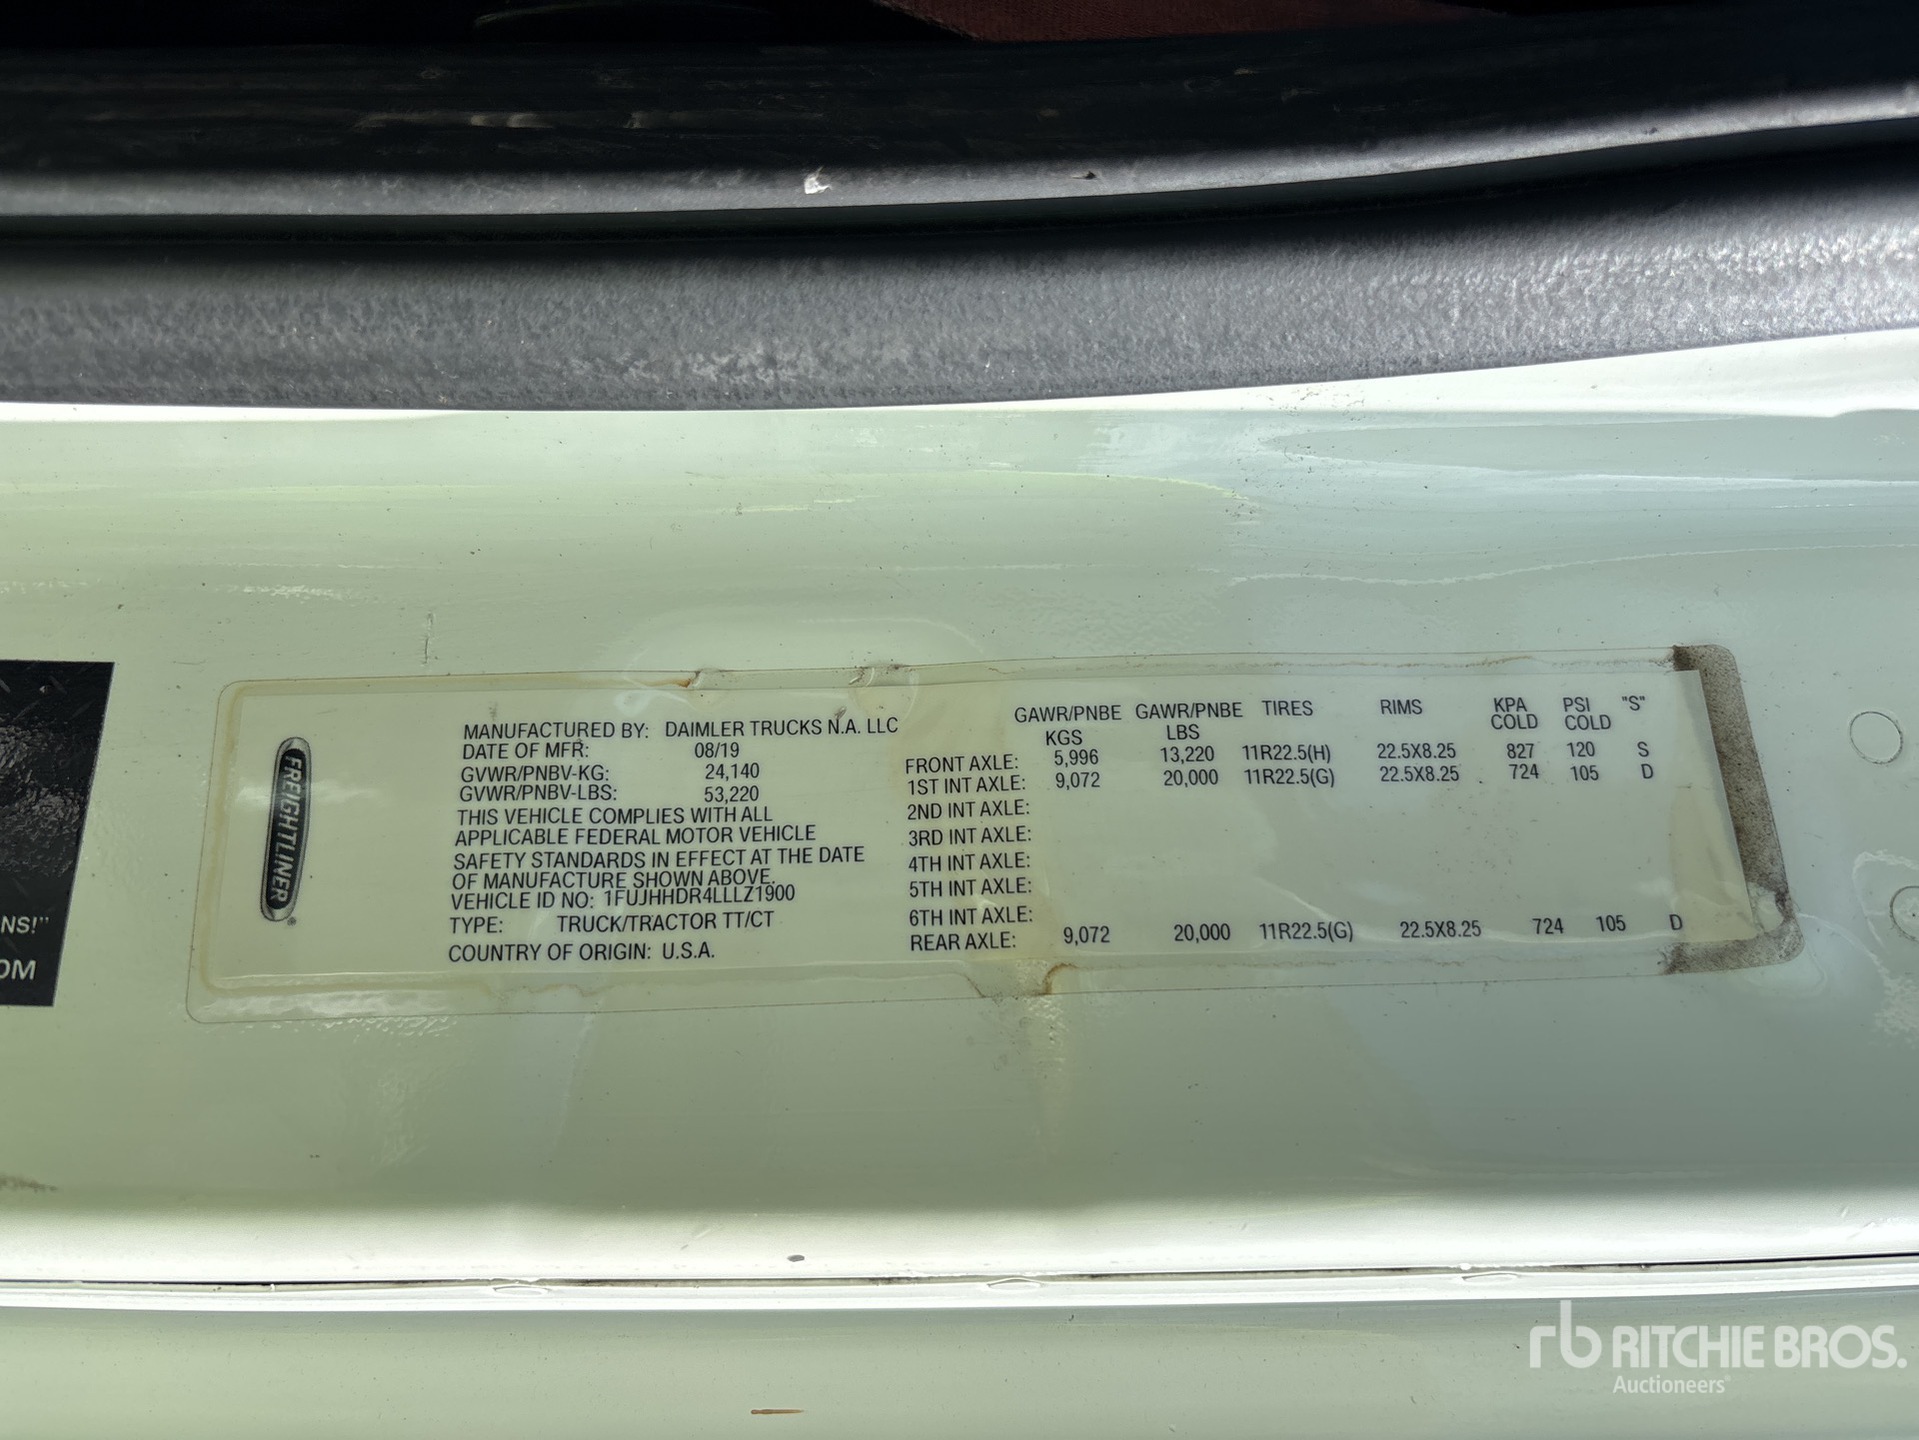 NS!"
OM
FREIGHTLINER
MANUFACTURED BY: DAIMLER TRUCKS N.A. LLC
DATE OF MFR: 08/19
GVWR/PNBV-KG: 24,140
GVWR/PNBV-LBS: 53,220
THIS VEHICLE COMPLIES WITH ALL
APPLICABLE FEDERAL MOTOR VEHICLE
SAFETY STANDARDS IN EFFECT AT THE DATE
OF MANUFACTURE SHOWN ABOVE.
VEHICLE ID NO: 1FUJHHDR4LLLZ1900
TYPE: TRUCK/TRACTOR TT/CT
COUNTRY OF ORIGIN: U.S.A.
GAWR/PNBE GAWR/PNBE TIRES RIMS KPA PSI "S"
KGS LBS COLD COLD
FRONT AXLE: 5,996 13,220 11R22.5(H) 22.5X8.25 827 120 S
1ST INT AXLE: 9,072 20,000 11R22.5(G) 22.5X8.25 724 105 D
2ND INT AXLE:
3RD INT AXLE:
4TH INT AXLE:
5TH INT AXLE:
6TH INT AXLE:
REAR AXLE: 9,072 20,000 11R22.5(G) 22.5X8.25 724 105 D
rb RITCHIE BROS.
Auctioneers